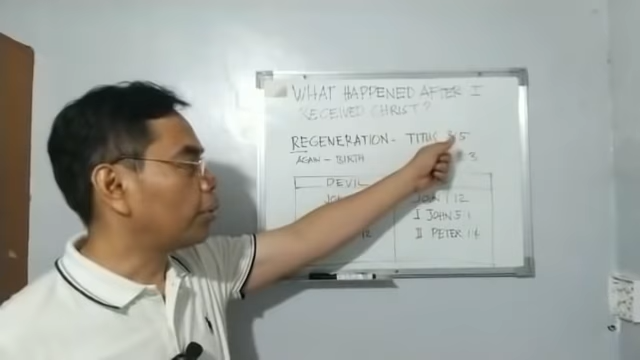 WHAT HAPPENED AFTER I
RECEIVED CHRIST?
REGENERATION - TITUS 5
AGAIN - BIRTH 3
DEVIL
JOHN 1 12
I JOHN 5 1
12 II PETER 1 4